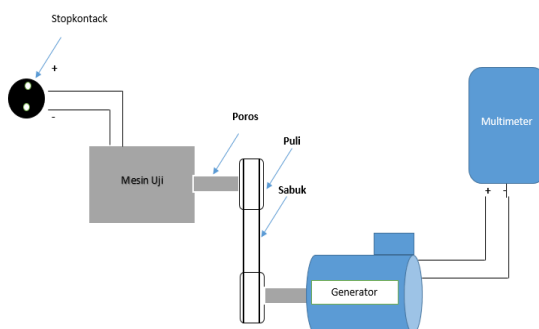 Stopkontack
+
-
Poros
Puli
Multimeter
Mesin Uji
Sabuk
+ -
Generator